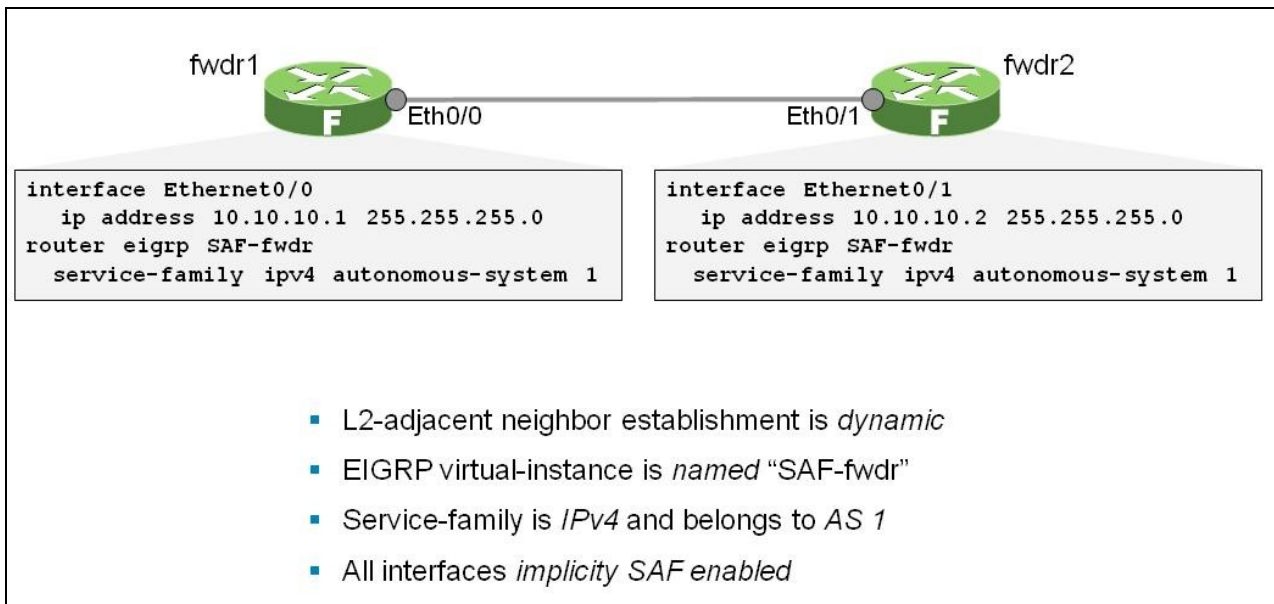 fwdr1
fwdr2
Eth0/0
Eth0/1
F
F
interface Ethernet0/0
ip address 10.10.10.1 255.255.255.0
router eigrp SAF-fwdr
service-family ipv4 autonomous-system 1
interface Ethernet0/1
ip address 10.10.10.2 255.255.255.0
router eigrp SAF-fwdr
service-family ipv4 autonomous-system 1
▪ L2-adjacent neighbor establishment is dynamic
▪ EIGRP virtual-instance is named “SAF-fwdr”
▪ Service-family is IPv4 and belongs to AS 1
▪ All interfaces implicity SAF enabled